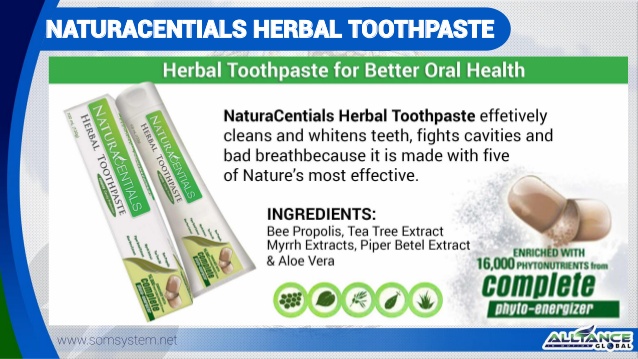 NATURACENTIALS HERBAL TOOTHPASTE
Herbal Toothpaste for Better Oral Health
NaturaCentials Herbal Toothpaste effetively
cleans and whitens teeth, fights cavities and
bad breathbecause it is made with five
of Nature's most effective.
INGREDIENTS:
Bee Propolis, Tea Tree Extract
Myrrh Extracts, Piper Betel Extract
& Aloe Vera
NATURACENTIALS
HERBAL TOOTHPASTE
NATURACENTIALS
HERBAL TOOTHPASTE
ENRICHED WITH
16,000 PHYTONUTRIENTS from
complete
phyto-energizer
www.somsystem.net
ALLIANCE
GLOBAL